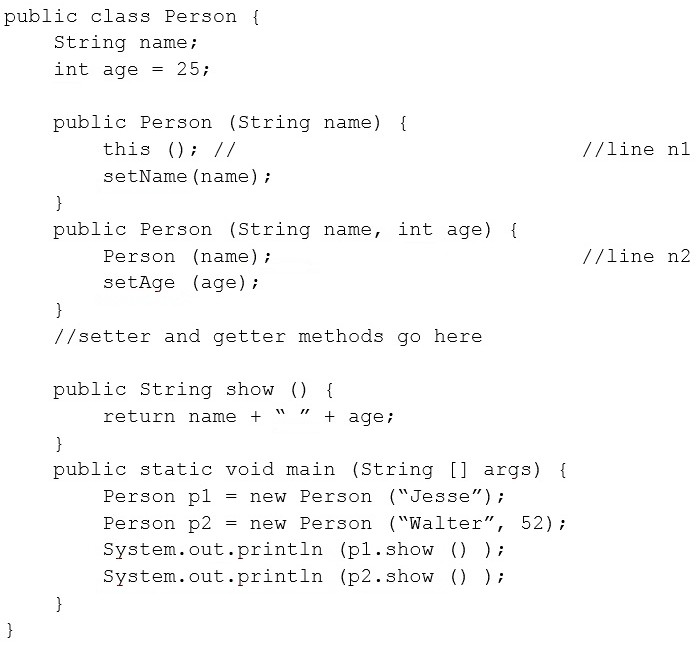 public class Person {
    String name;
    int age = 25;

    public Person (String name) {
        this (); //                            //line n1
        setName(name);
    }
    public Person (String name, int age) {
        Person (name);                         //line n2
        setAge (age);
    }
    //setter and getter methods go here

    public String show () {
        return name + “ ” + age;
    }
    public static void main (String [] args) {
        Person p1 = new Person (“Jesse”);
        Person p2 = new Person (“Walter”, 52);
        System.out.println (p1.show () );
        System.out.println (p2.show () );
    }
}